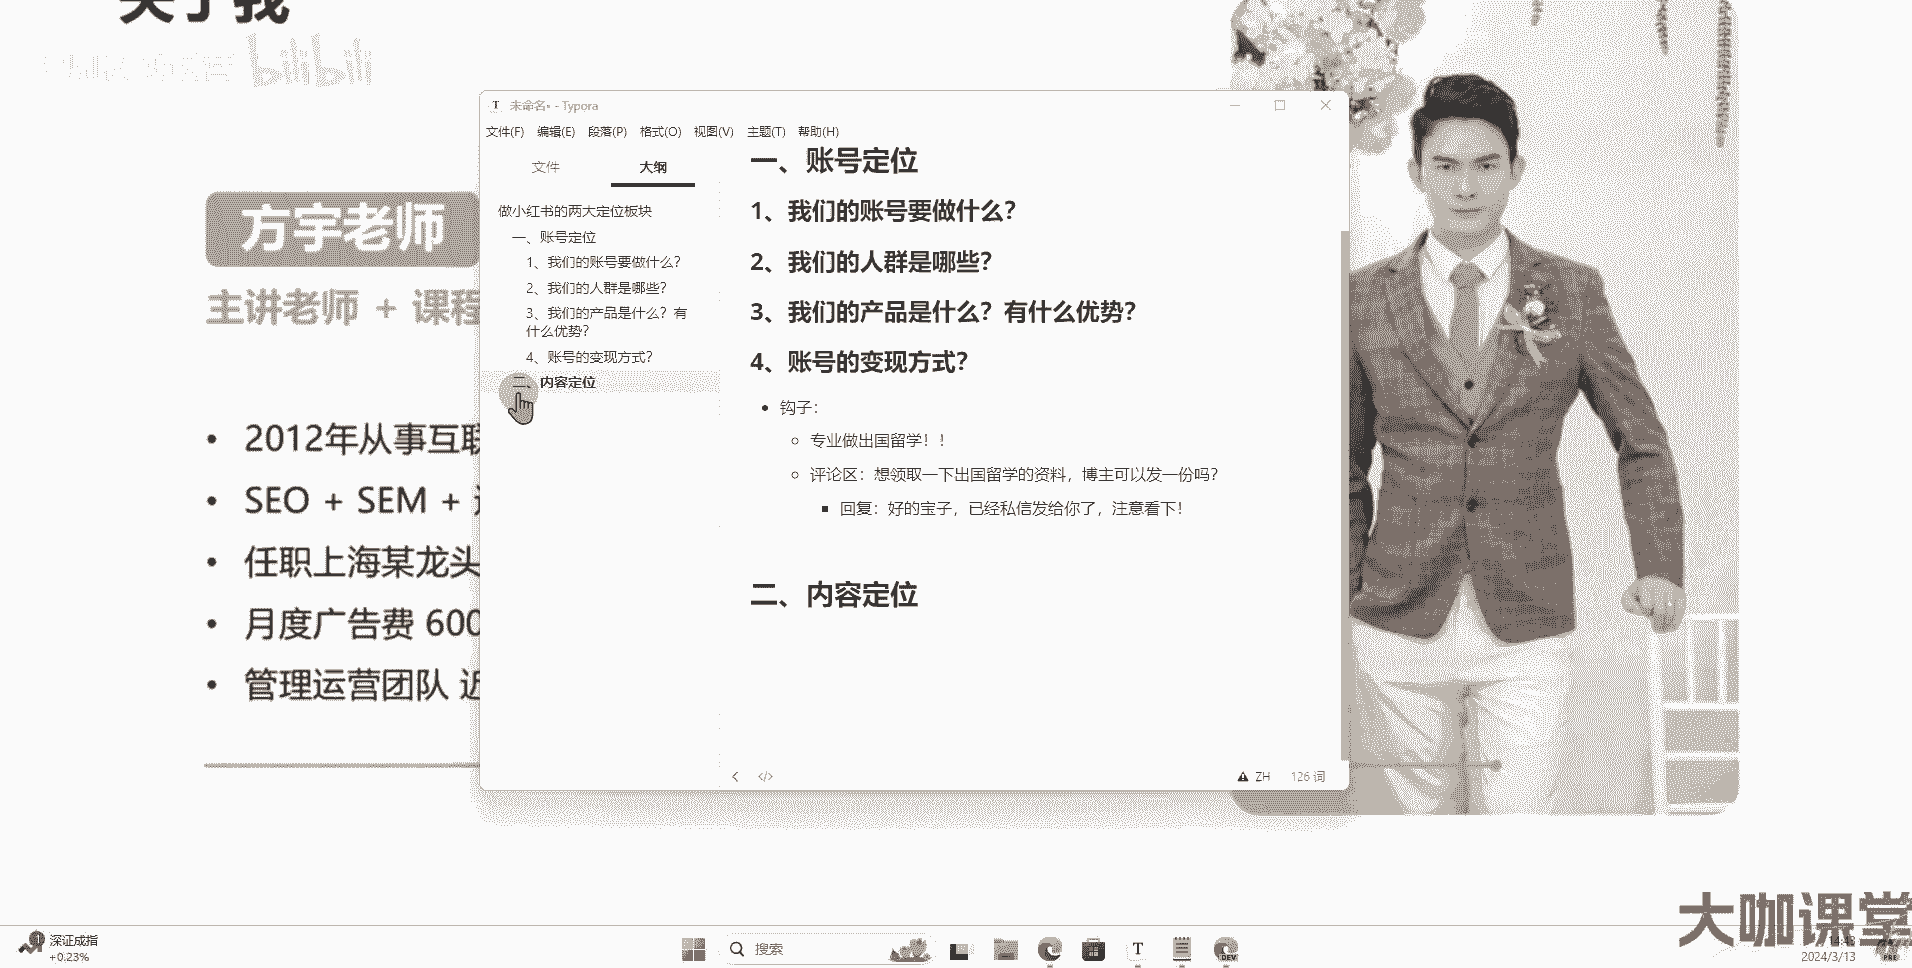 关于我
bilibili
方宇老师
主讲老师 + 课程
2012年从事互联
SEO + SEM +
任职上海某龙头
月度广告费 600
管理运营团队 近
未命名• - Typora
文件(F) 编辑(E) 段落(P) 格式(O) 视图(V) 主题(T) 帮助(H)
文件 大纲
做小红书的两大定位板块
一、账号定位
1、我们的账号要做什么？
2、我们的人群是哪些？
3、我们的产品是什么？有
什么优势？
4、账号的变现方式？
二、内容定位
一、账号定位
1、我们的账号要做什么？
2、我们的人群是哪些？
3、我们的产品是什么？有什么优势？
4、账号的变现方式？
钩子：
专业做出国留学！！
评论区：想领取一下出国留学的资料，博主可以发一份吗？
回复：好的宝子，已经私信发给你了，注意看下！
二、内容定位
ZH 126 词
大咖课堂
深证成指
+0.23%
搜索
T
DEV
14:43
2024/3/13
PRE